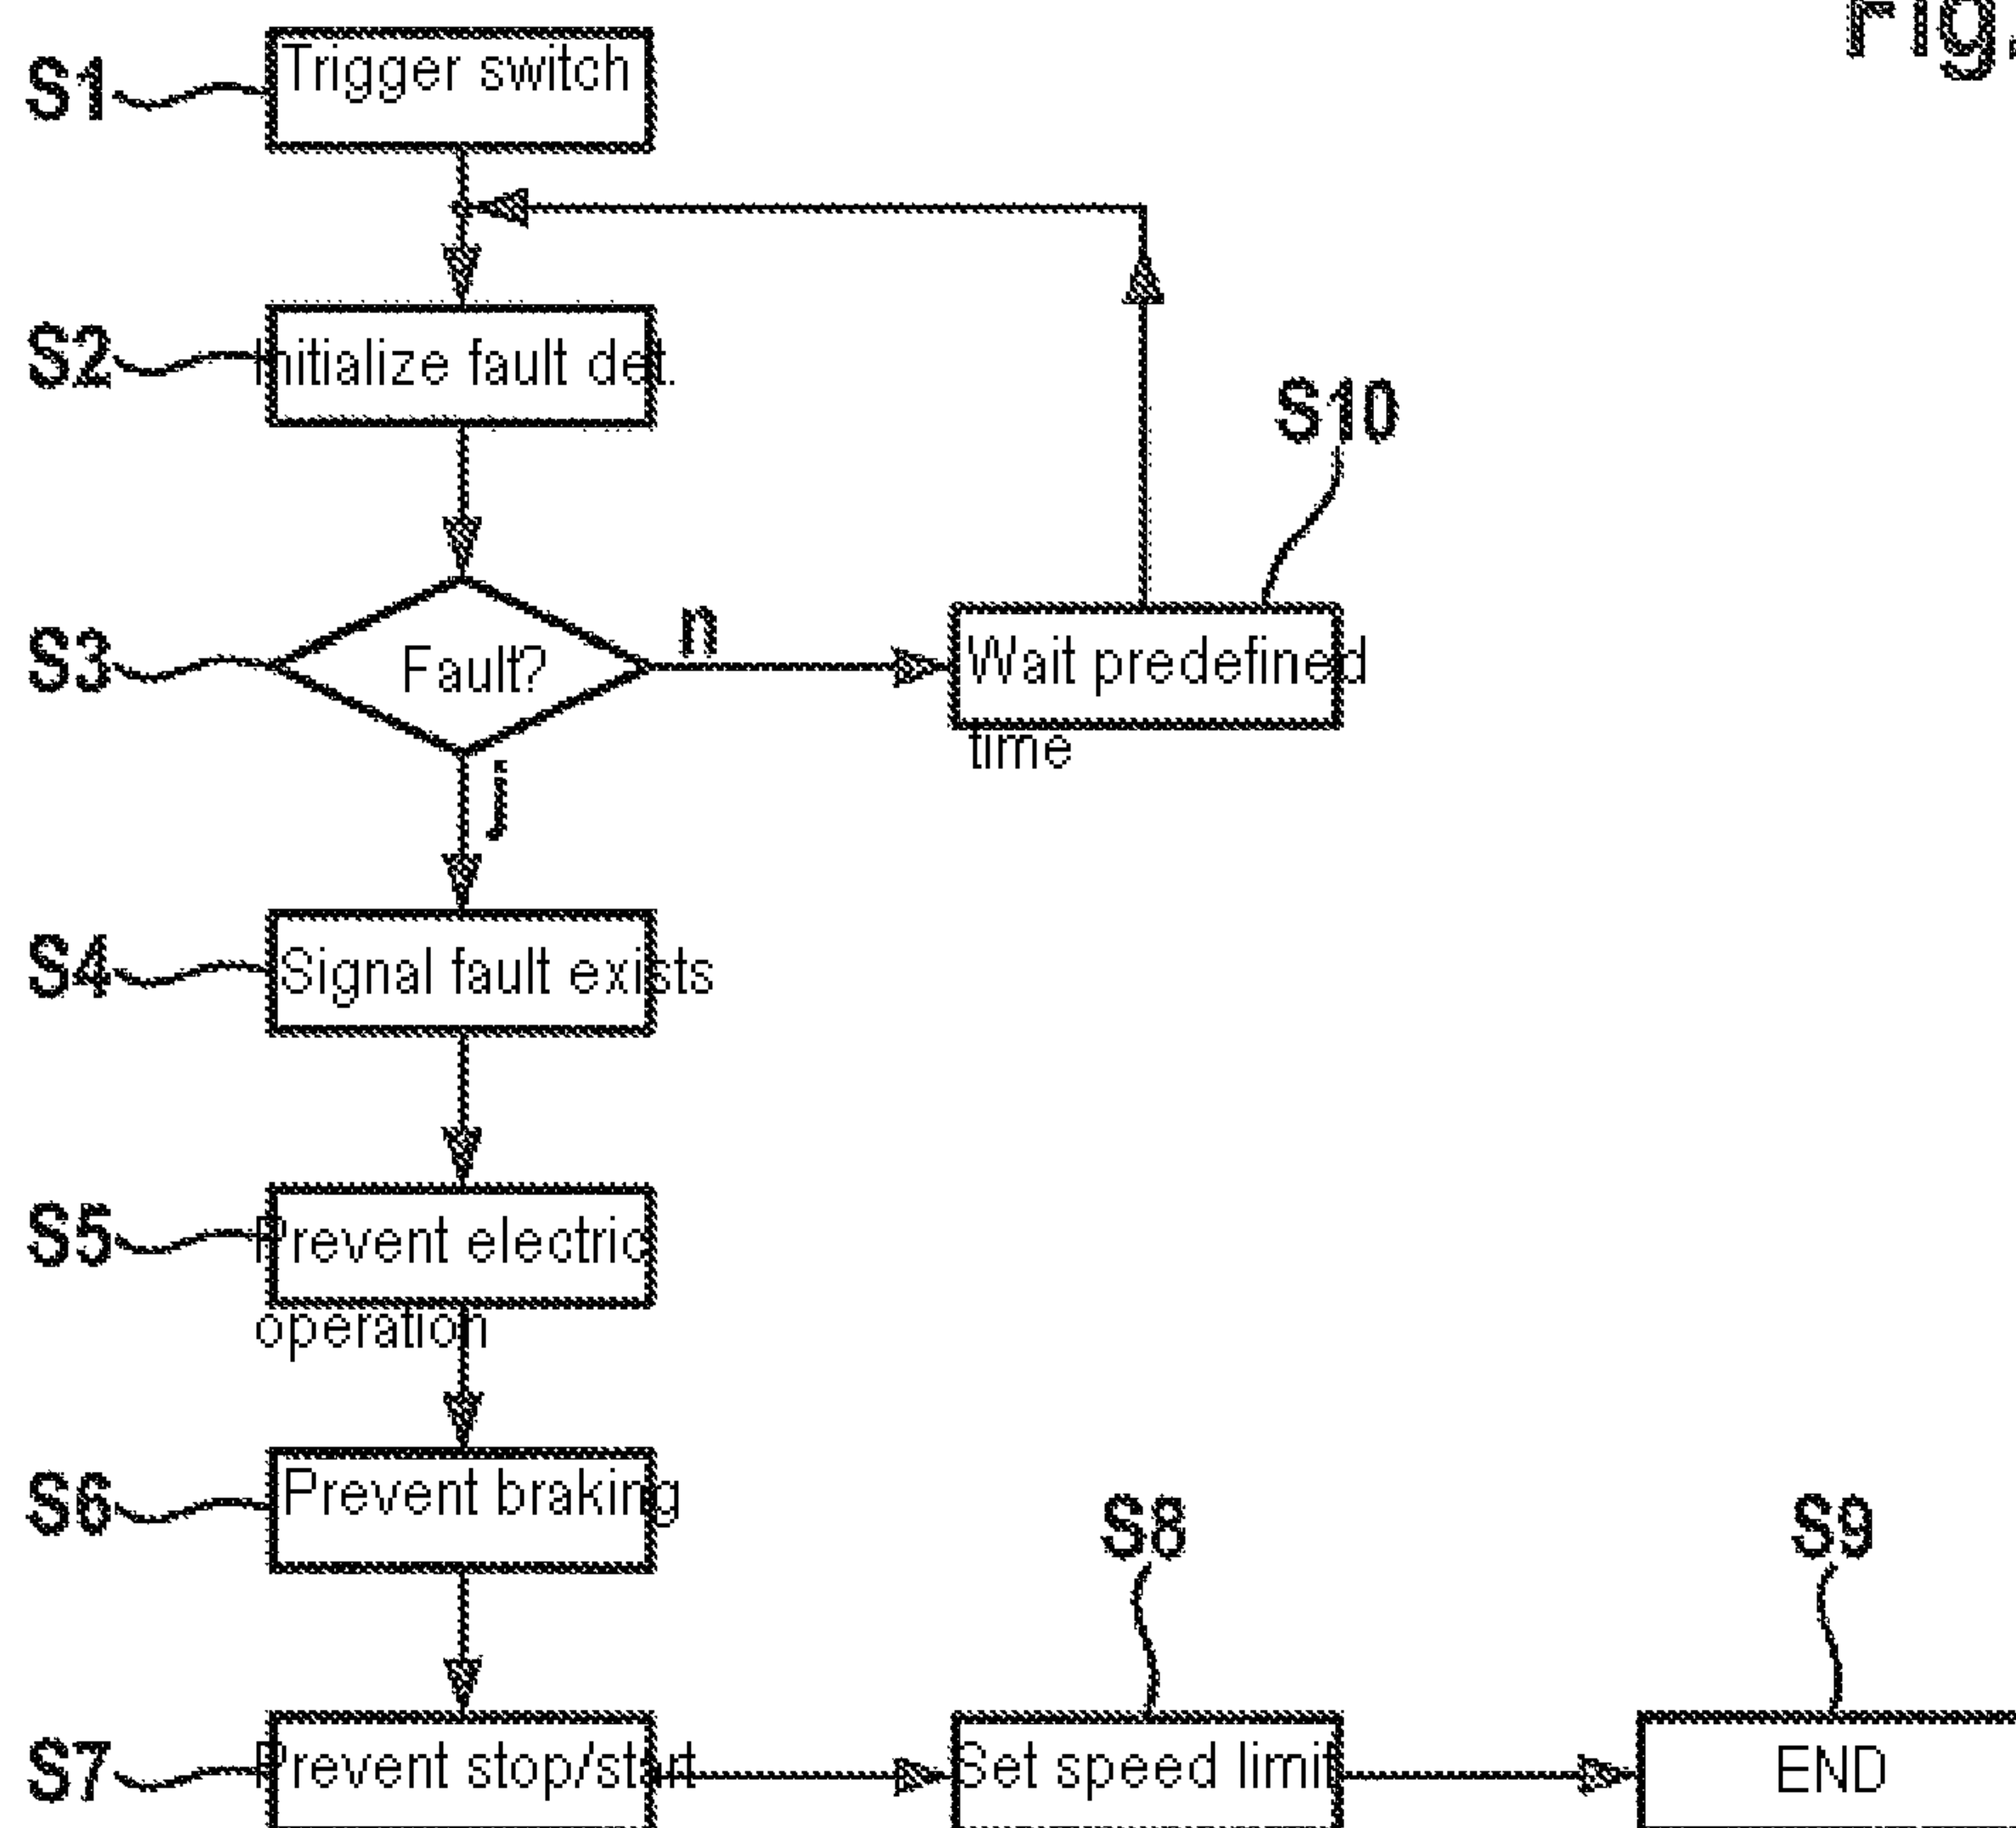 Fig.
S1
Trigger switch
S2
Initialize fault det.
S10
S3
Fault?
n
Wait predefined
time
j
S4
Signal fault exists
S5
Prevent electric
operation
S6
Prevent braking
S8
S9
S7
Prevent stop/start
Set speed limit
END